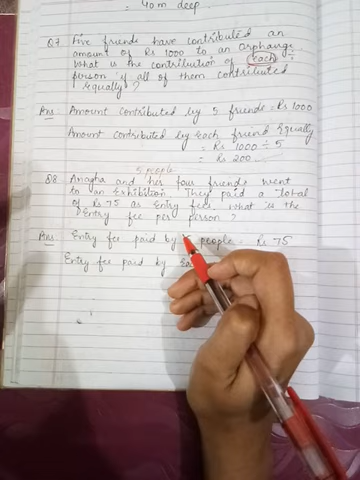 = 40 m deep
Q7 Five friends have contributed an
amount of Rs 1000 to an orphange.
What is the contribution of each
person if all of them contributed
equally?
Ans: Amount contributed by 5 friends = Rs 1000
Amount contributed by each friend equally
= Rs 1000 ÷ 5
= Rs 200
5 people
Q8 Anagha and her four friends went
to an Exhibition. They paid a total
of Rs 75 as Entry fees. What is the
Entry fee per person?
Ans Entry fee paid by people = Rs 75
Entry fee paid by